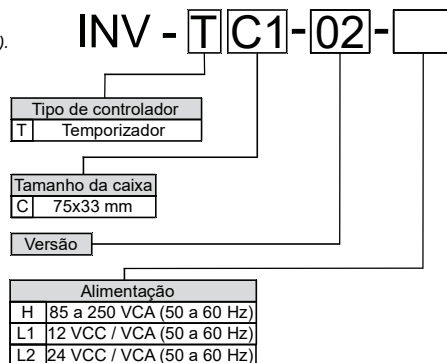 ).
INV - T C1-02-
Tipo de controlador
T Temporizador
Tamanho da caixa
C 75x33 mm
Versão
Alimentação
H 85 a 250 VCA (50 a 60 Hz)
L1 12 VCC / VCA (50 a 60 Hz)
L2 24 VCC / VCA (50 a 60 Hz)